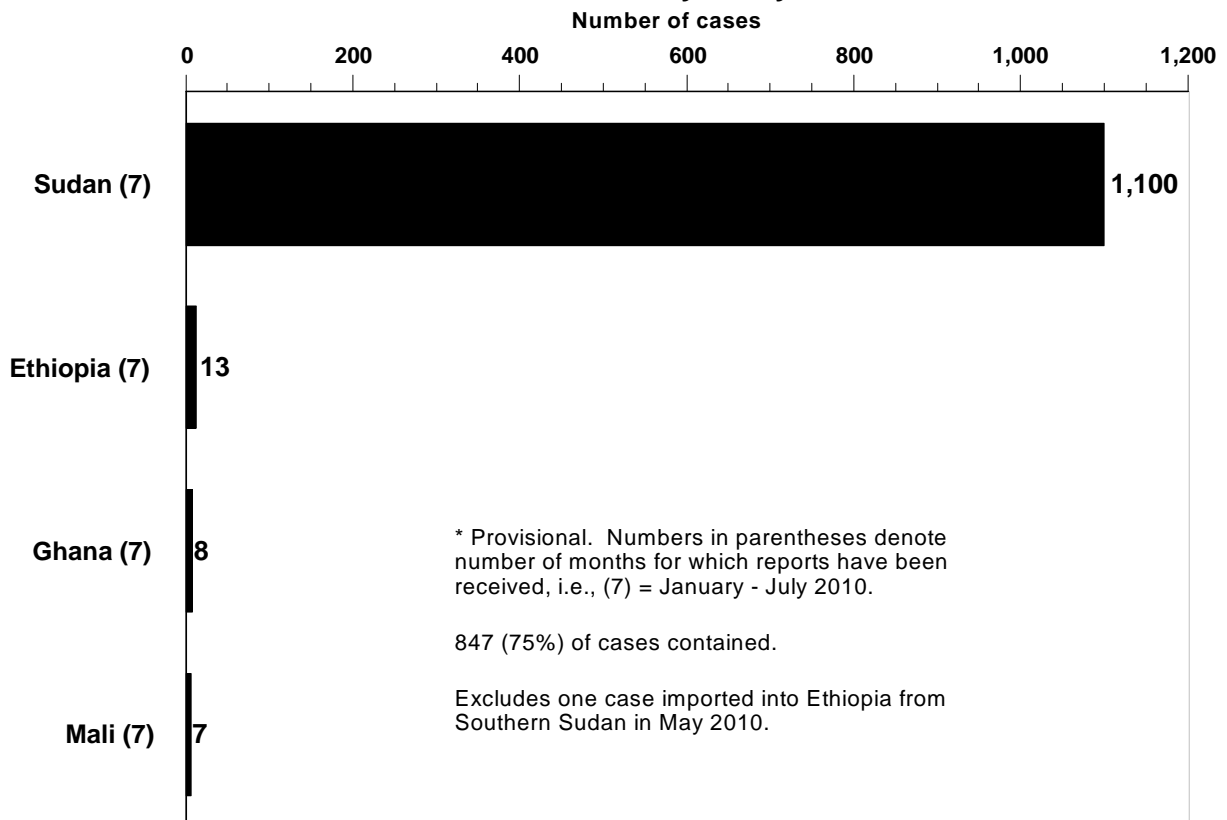 Number of cases
0 200 400 600 800 1,000 1,200
Sudan (7) 1,100
Ethiopia (7) 13
Ghana (7) 8
* Provisional.  Numbers in parentheses denote
number of months for which reports have been
received, i.e., (7) = January - July 2010.
847 (75%) of cases contained.
Excludes one case imported into Ethiopia from
Southern Sudan in May 2010.
Mali (7) 7